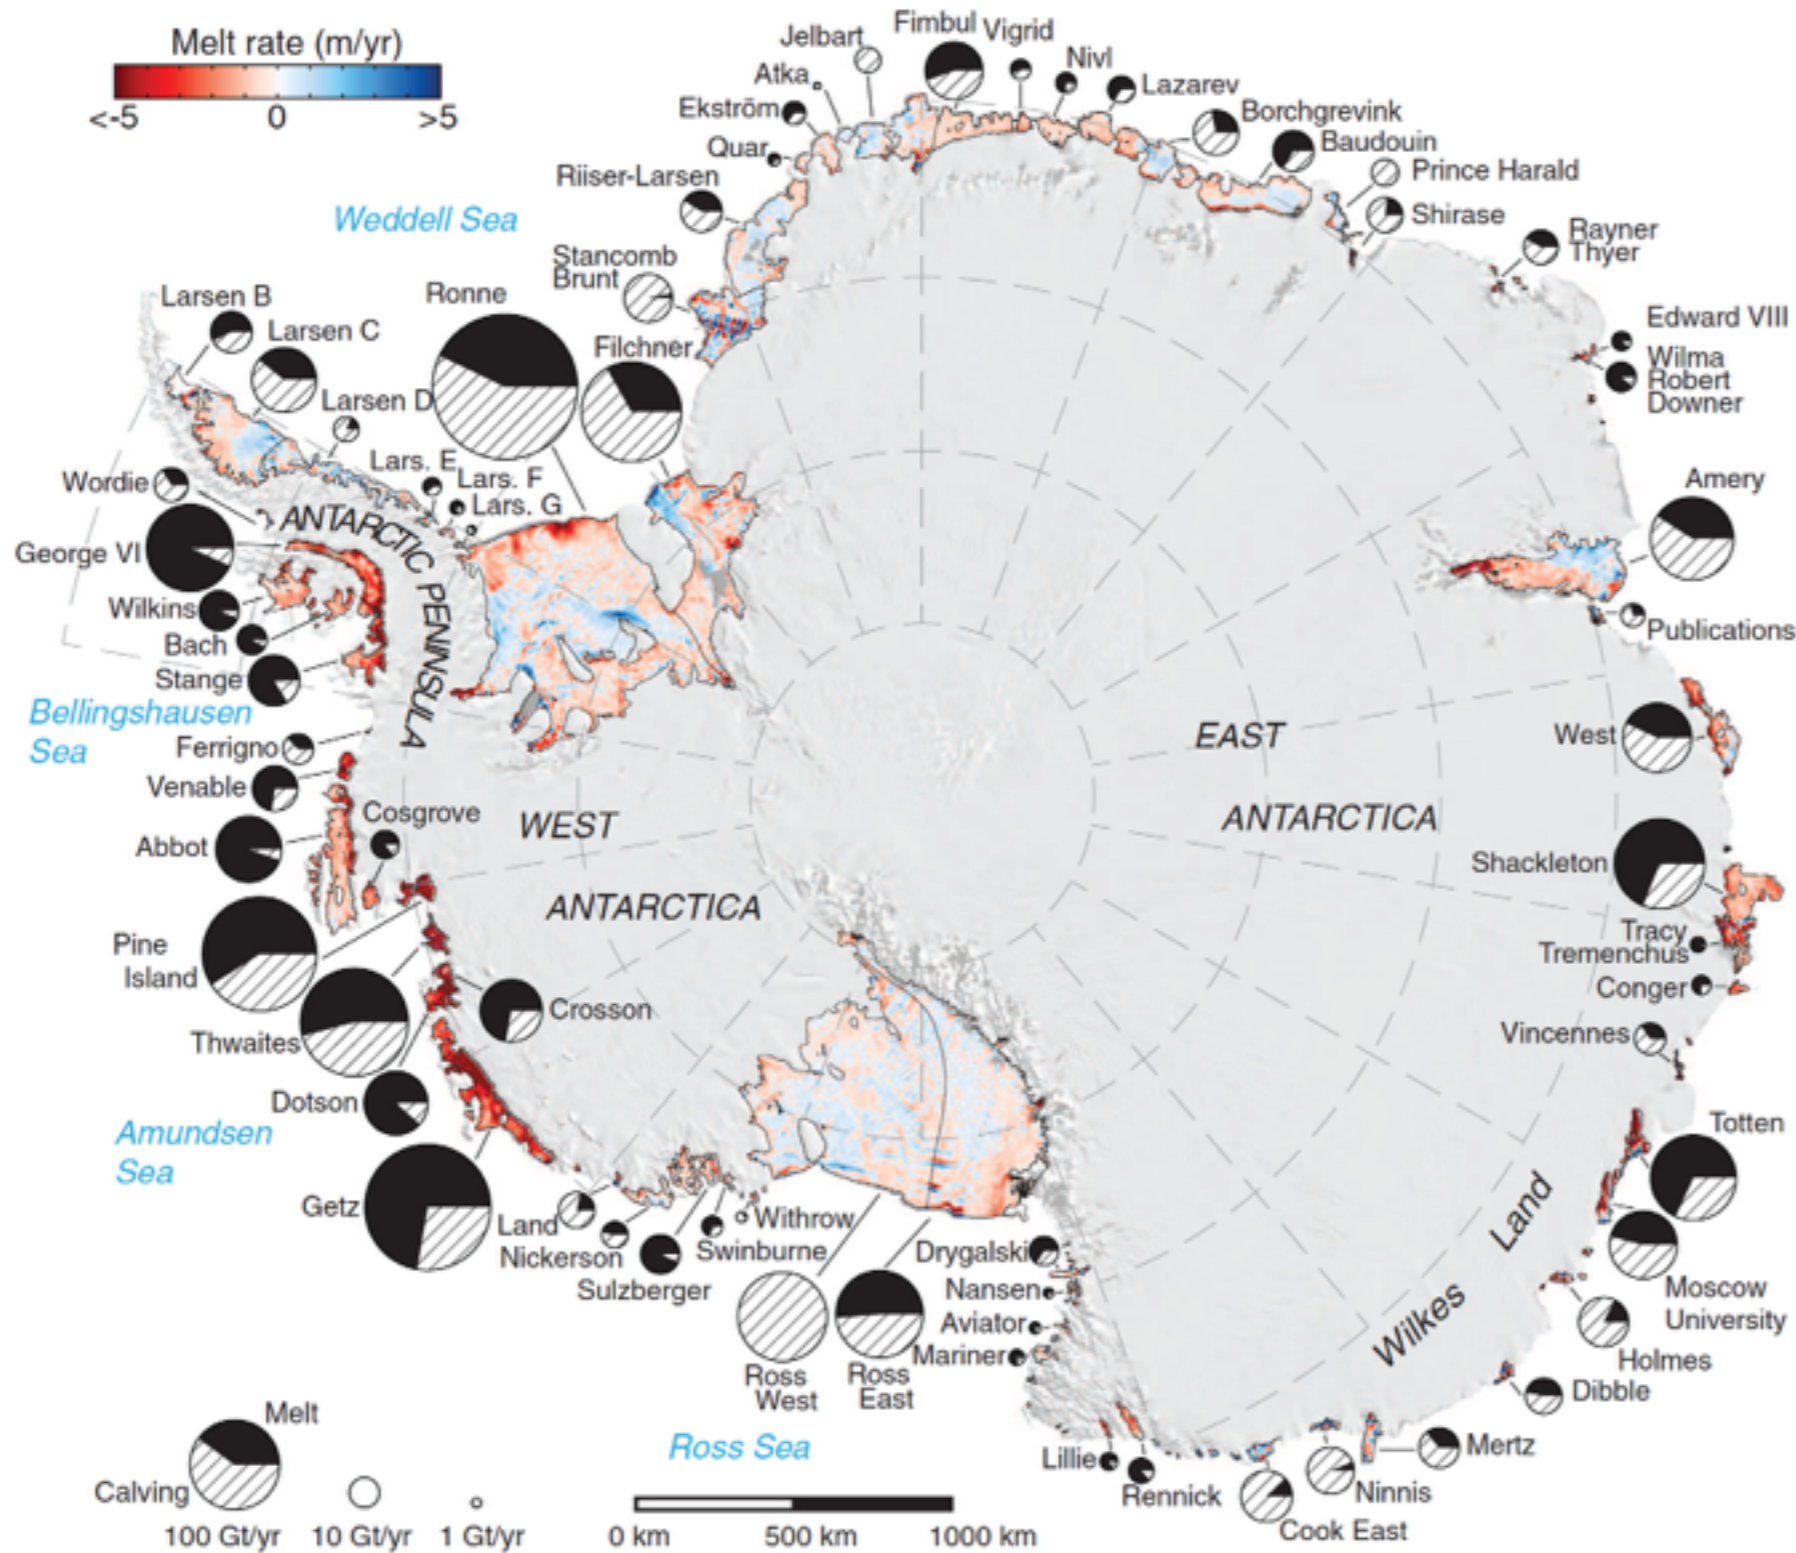 Melt rate (m/yr)
<-5 0 >5
Jelbart
Fimbul
Vigrid
Nivl
Atka
Lazarev
Ekström
Borchgrevink
Quar
Baudouin
Riiser-Larsen
Prince Harald
Shirase
Weddell Sea
Rayner
Thyer
Stancomb
Brunt
Larsen B
Ronne
Larsen C
Filchner
Edward VIII
Wilma
Robert
Downer
Larsen D
Lars. E
Lars. F
Lars. G
Wordie
Amery
ANTARCTIC PENINSULA
George VI
Wilkins
Bach
Publications
Stange
Bellingshausen
Sea
Ferrigno
EAST
West
Venable
Cosgrove
WEST
ANTARCTICA
Abbot
Shackleton
ANTARCTICA
Pine
Island
Tracy
Tremenchus
Conger
Crosson
Thwaites
Vincennes
Dotson
Totten
Amundsen
Sea
Getz
Land
Nickerson
Withrow
Swinburne
Sulzberger
Drygalski
Nansen
Aviator
Mariner
Wilkes Land
Moscow
University
Holmes
Ross
West
Ross
East
Dibble
Melt
Calving
Ross Sea
Lillie
Rennick
Mertz
Ninnis
Cook East
100 Gt/yr 10 Gt/yr 1 Gt/yr
0 km 500 km 1000 km